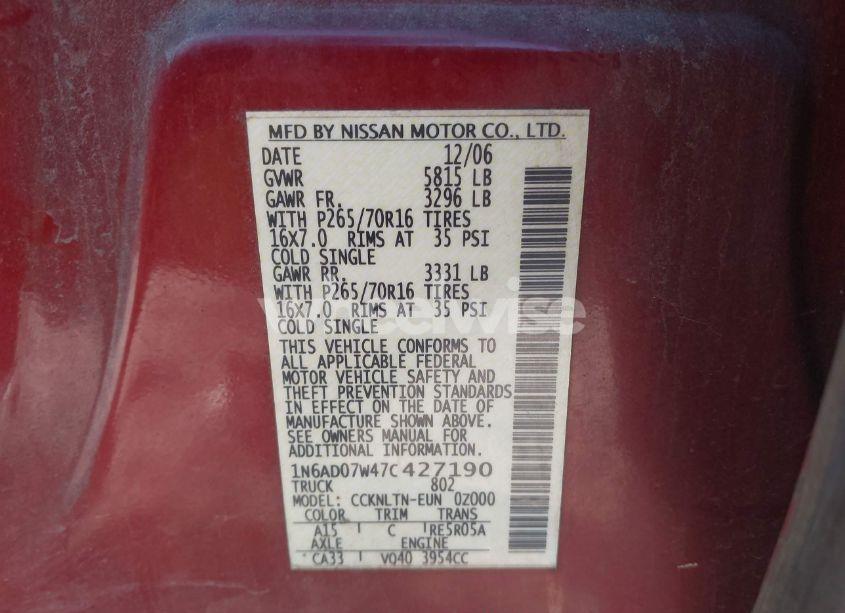 MFD BY NISSAN MOTOR CO., LTD.
DATE 12/06
GVWR 5815 LB
GAWR FR. 3296 LB
WITH P265/70R16 TIRES
16X7.0 RIMS AT 35 PSI
COLD SINGLE
GAWR RR. 3331 LB
WITH P265/70R16 TIRES
16X7.0 RIMS AT 35 PSI
COLD SINGLE
wheelwise
THIS VEHICLE CONFORMS TO
ALL APPLICABLE FEDERAL
MOTOR VEHICLE SAFETY AND
THEFT PREVENTION STANDARDS
IN EFFECT ON THE DATE OF
MANUFACTURE SHOWN ABOVE.
SEE OWNERS MANUAL FOR
ADDITIONAL INFORMATION.
1N6AD07W47C427190
TRUCK 802
MODEL: CCKNLTN-EUN 0Z000
COLOR TRIM TRANS
A15 C RE5R05A
AXLE ENGINE
CA33 VQ40 3954CC